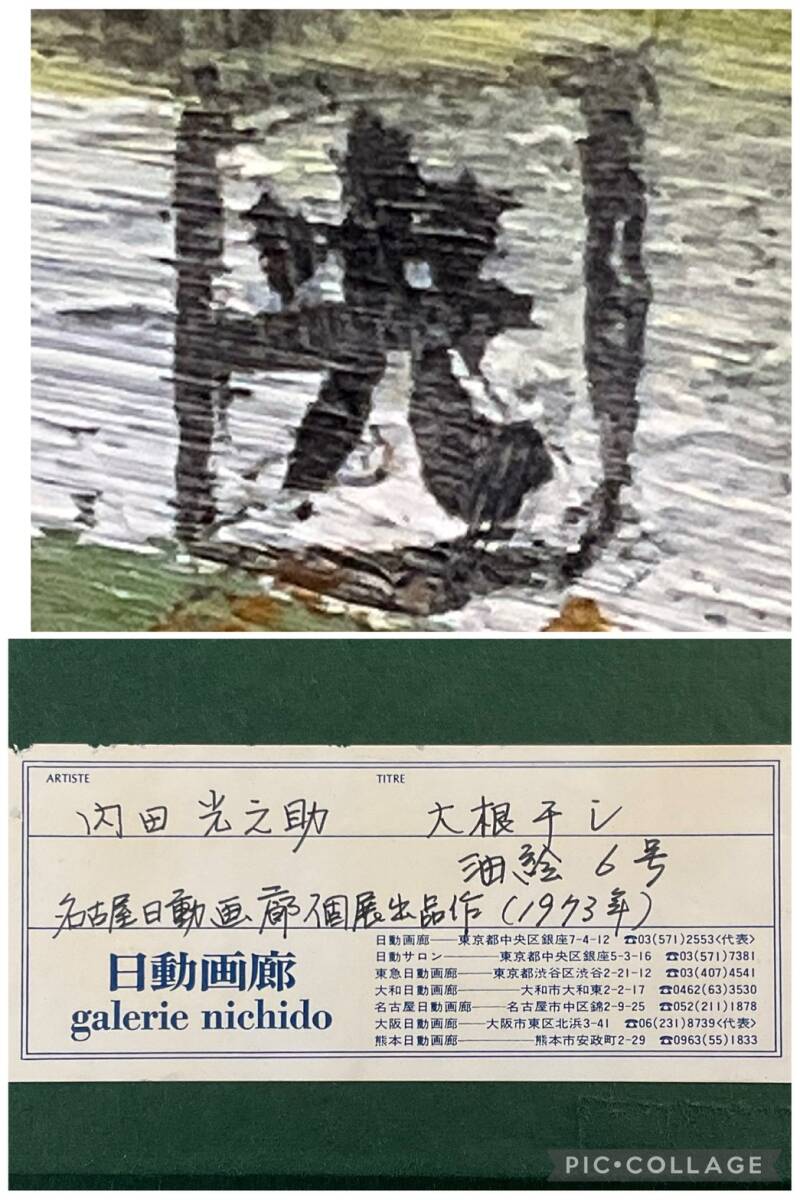 光
ARTISTE
TITRE
内田光之助
大根干し
油絵 6号
名古屋日動画廊個展出品作(1973年)
日動画廊
galerie nichido
日動画廊――東京都中央区銀座7-4-12 ☎03(571)2553<代表>
日動サロン――東京都中央区銀座5-3-16 ☎03(571)7381
東急日動画廊――東京都渋谷区渋谷2-21-12 ☎03(407)4541
大和日動画廊――大和市大和東2-2-17 ☎0462(63)3530
名古屋日動画廊――名古屋市中区錦2-9-25 ☎052(211)1878
大阪日動画廊――大阪市東区北浜3-41 ☎06(231)8739<代表>
熊本日動画廊――熊本市安政町2-29 ☎0963(55)1833
PIC•COLLAGE